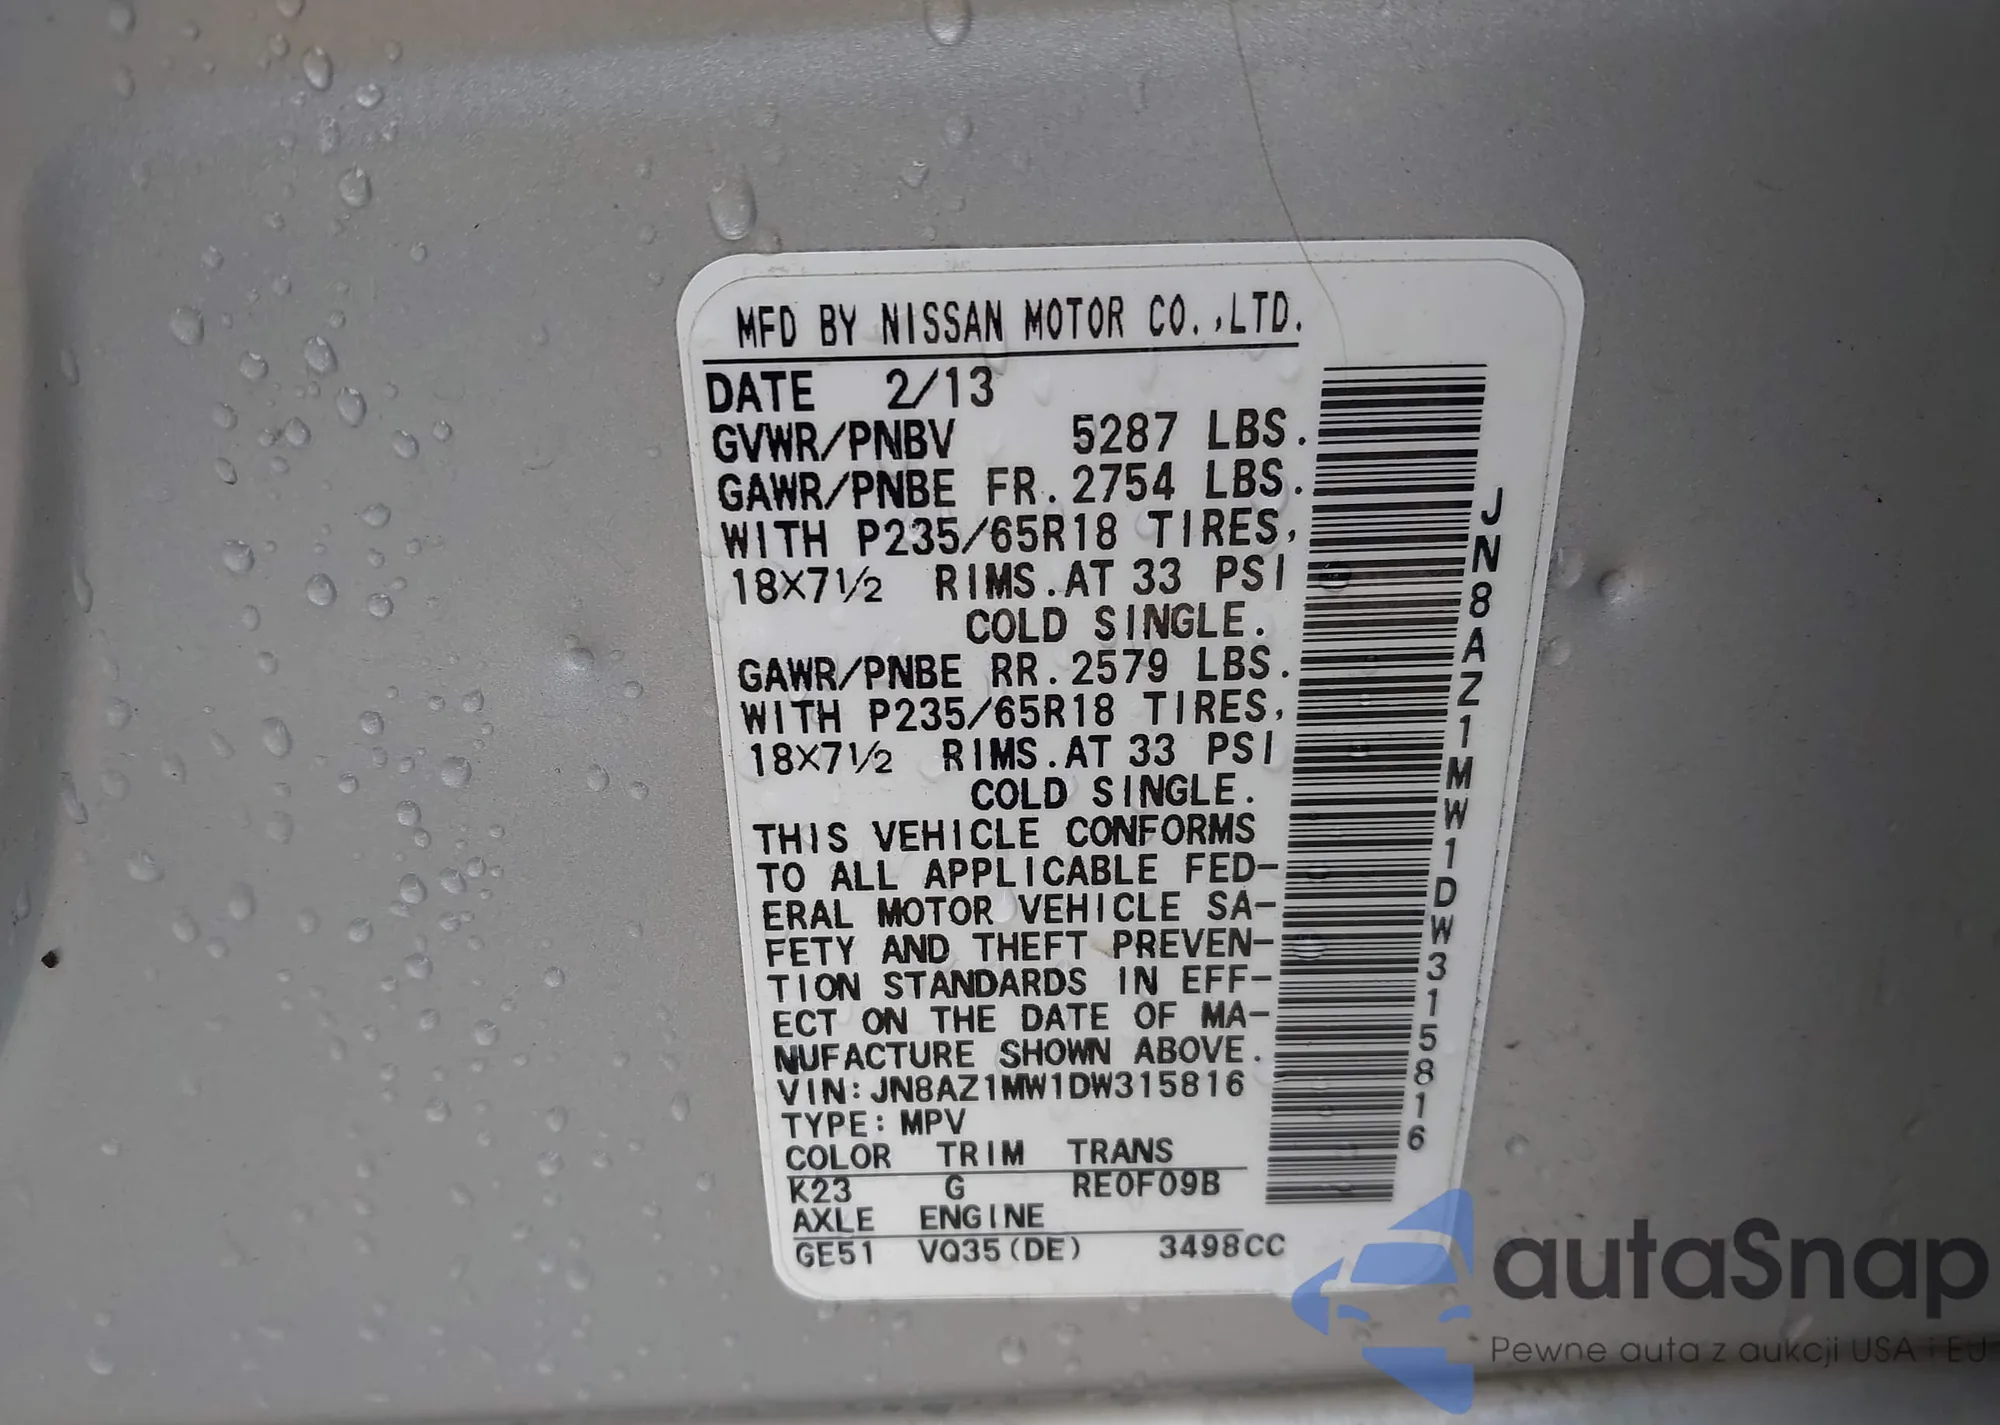 MFD BY NISSAN MOTOR CO.,LTD.
DATE 2/13
GVWR/PNBV 5287 LBS.
GAWR/PNBE FR. 2754 LBS.
WITH P235/65R18 TIRES,
18X7½ RIMS. AT 33 PSI
COLD SINGLE.
GAWR/PNBE RR. 2579 LBS.
WITH P235/65R18 TIRES,
18X7½ RIMS. AT 33 PSI
COLD SINGLE.
THIS VEHICLE CONFORMS
TO ALL APPLICABLE FED-
ERAL MOTOR VEHICLE SA-
FETY AND THEFT PREVEN-
TION STANDARDS IN EFF-
ECT ON THE DATE OF MA-
NUFACTURE SHOWN ABOVE.
VIN: JN8AZ1MW1DW315816
TYPE: MPV
COLOR TRIM TRANS
K23 G RE0F09B
AXLE ENGINE
GE51 VQ35(DE) 3498CC
JN8AZ1MW1DW315816
autaSnap
Pewne auta z aukcji USA i EU